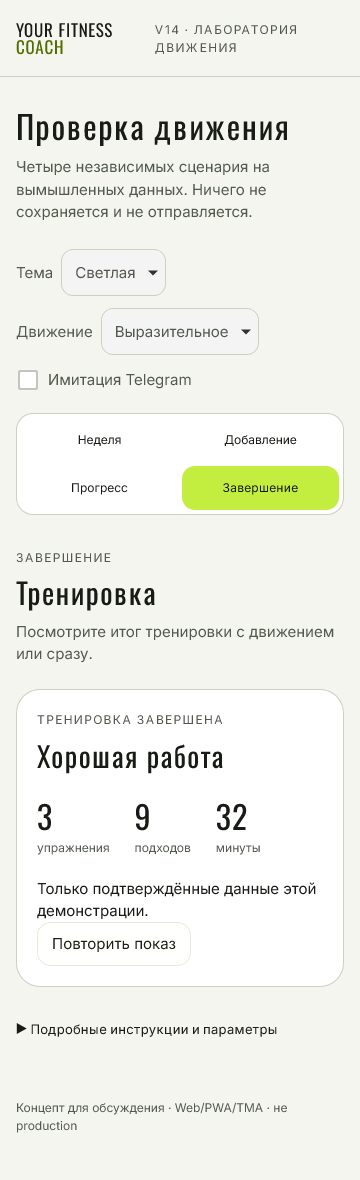 YOUR FITNESS
COACH
V14 · ЛАБОРАТОРИЯ
ДВИЖЕНИЯ
Проверка движения
Четыре независимых сценария на
вымышленных данных. Ничего не
сохраняется и не отправляется.
Тема Светлая
Движение Выразительное
Имитация Telegram
Неделя Добавление
Прогресс Завершение
ЗАВЕРШЕНИЕ
Тренировка
Посмотрите итог тренировки с движением
или сразу.
ТРЕНИРОВКА ЗАВЕРШЕНА
Хорошая работа
3 9 32
упражнения подходов минуты
Только подтверждённые данные этой
демонстрации.
Повторить показ
Подробные инструкции и параметры
Концепт для обсуждения · Web/PWA/TMA · не
production